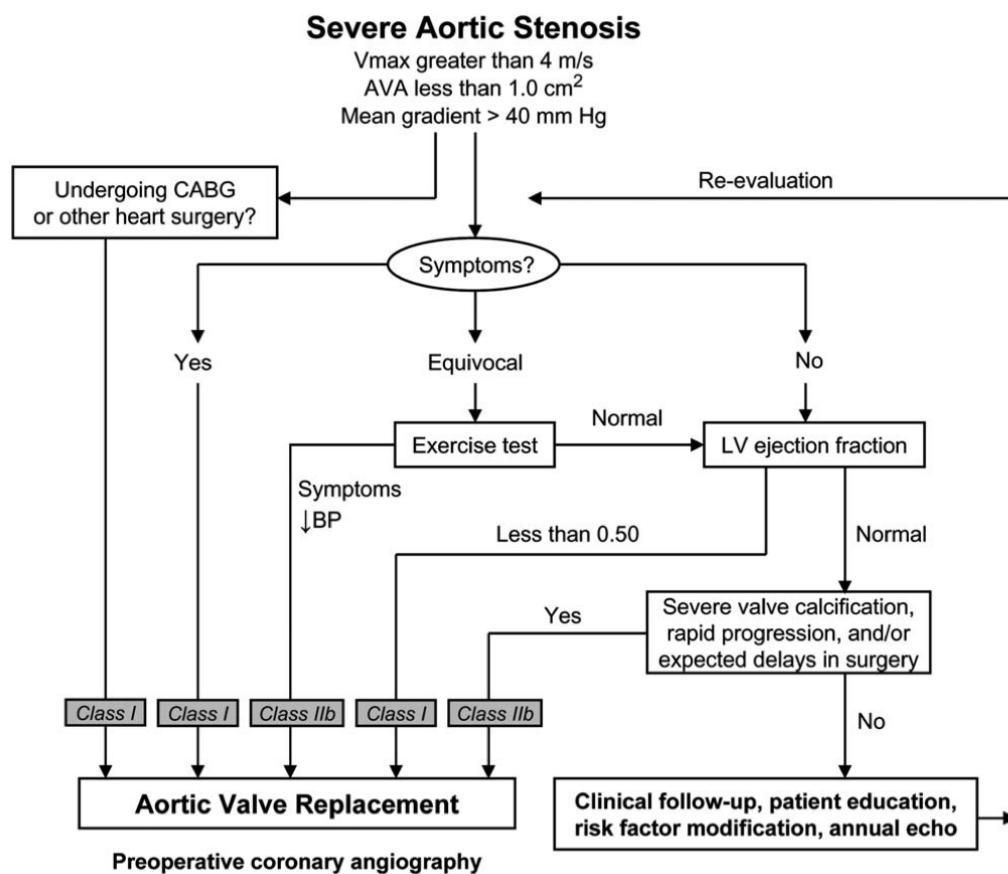 Severe Aortic Stenosis
Vmax greater than 4 m/s
AVA less than 1.0 cm²
Mean gradient > 40 mm Hg
Undergoing CABG
or other heart surgery?
Re-evaluation
Symptoms?
Yes
Equivocal
No
Exercise test
Normal
LV ejection fraction
Symptoms
↓BP
Less than 0.50
Normal
Yes
Severe valve calcification,
rapid progression, and/or
expected delays in surgery
Class I
Class I
Class IIb
Class I
Class IIb
No
Aortic Valve Replacement
Clinical follow-up, patient education,
risk factor modification, annual echo
Preoperative coronary angiography